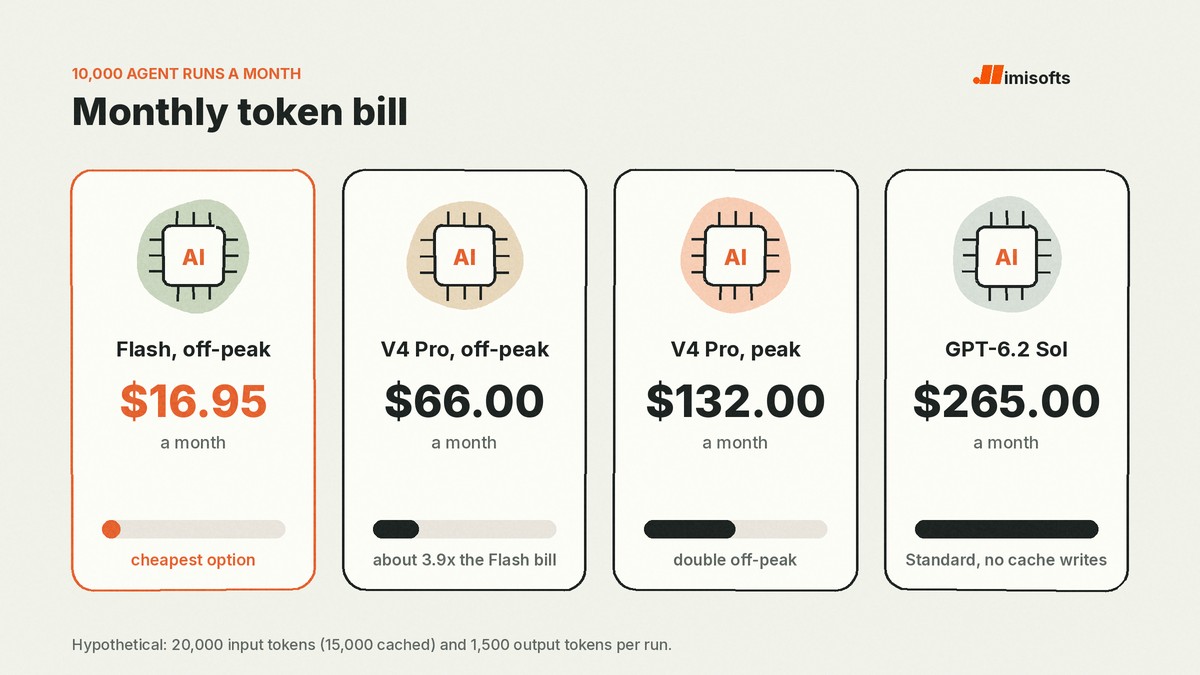 10,000 AGENT RUNS A MONTH
imisofts
Monthly token bill
AI
Flash, off-peak
$16.95
a month
cheapest option
AI
V4 Pro, off-peak
$66.00
a month
about 3.9x the Flash bill
AI
V4 Pro, peak
$132.00
a month
double off-peak
AI
GPT-6.2 Sol
$265.00
a month
Standard, no cache writes
Hypothetical: 20,000 input tokens (15,000 cached) and 1,500 output tokens per run.